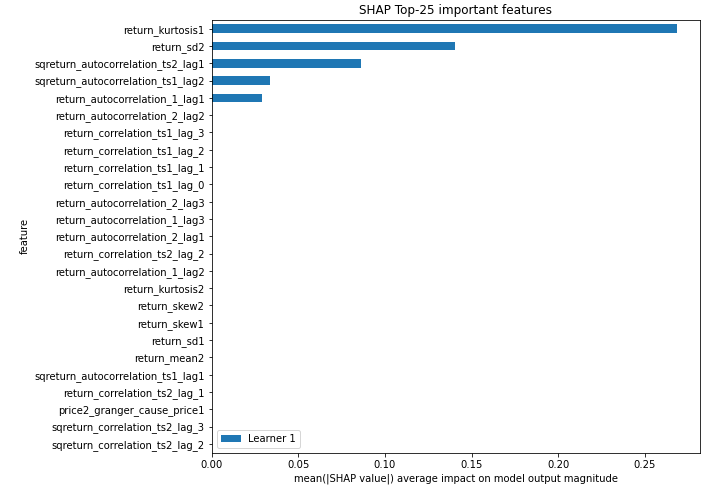 SHAP Top-25 important features
feature
return_kurtosis1
return_sd2
sqreturn_autocorrelation_ts2_lag1
sqreturn_autocorrelation_ts1_lag2
return_autocorrelation_1_lag1
return_autocorrelation_2_lag2
return_correlation_ts1_lag_3
return_correlation_ts1_lag_2
return_correlation_ts1_lag_1
return_correlation_ts1_lag_0
return_autocorrelation_2_lag3
return_autocorrelation_1_lag3
return_autocorrelation_2_lag1
return_correlation_ts2_lag_2
return_autocorrelation_1_lag2
return_kurtosis2
return_skew2
return_skew1
return_sd1
return_mean2
sqreturn_autocorrelation_ts1_lag1
return_correlation_ts2_lag_1
price2_granger_cause_price1
sqreturn_correlation_ts2_lag_3
sqreturn_correlation_ts2_lag_2
Learner 1
0.00 0.05 0.10 0.15 0.20 0.25
mean(|SHAP value|) average impact on model output magnitude